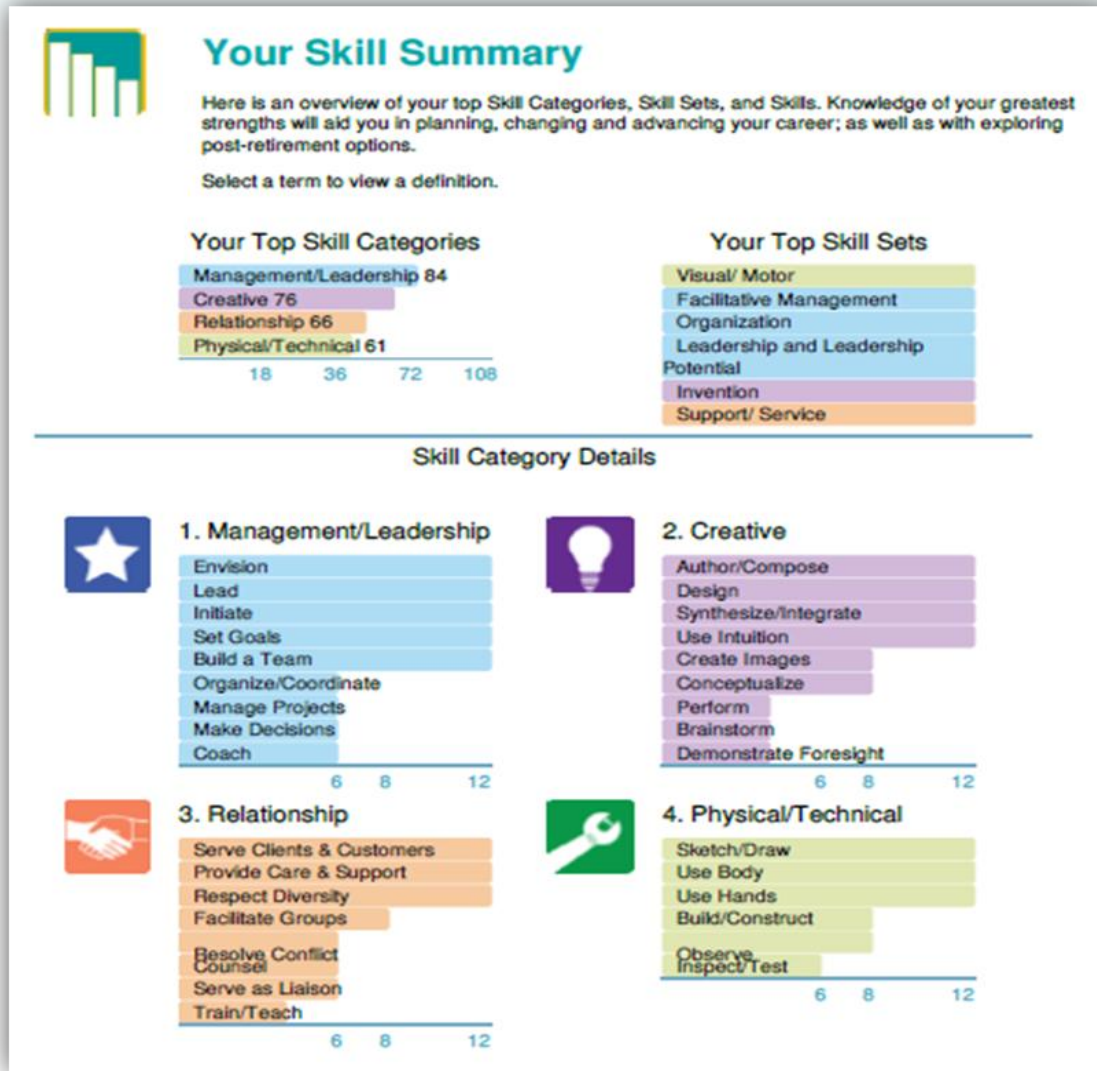 Your Skill Summary
Here is an overview of your top Skill Categories, Skill Sets, and Skills. Knowledge of your greatest
strengths will aid you in planning, changing and advancing your career; as well as with exploring
post-retirement options.
Select a term to view a definition.
Your Top Skill Categories
Management/Leadership 84
Creative 76
Relationship 66
Physical/Technical 61
18 36 72 108
Your Top Skill Sets
Visual/ Motor
Facilitative Management
Organization
Leadership and Leadership
Potential
Invention
Support/ Service
Skill Category Details
1. Management/Leadership
Envision
Lead
Initiate
Set Goals
Build a Team
Organize/Coordinate
Manage Projects
Make Decisions
Coach
6 8 12
2. Creative
Author/Compose
Design
Synthesize/Integrate
Use Intuition
Create Images
Conceptualize
Perform
Brainstorm
Demonstrate Foresight
6 8 12
3. Relationship
Serve Clients & Customers
Provide Care & Support
Respect Diversity
Facilitate Groups
Resolve Conflict
Counsel
Serve as Liaison
Train/Teach
6 8 12
4. Physical/Technical
Sketch/Draw
Use Body
Use Hands
Build/Construct
Observe
Inspect/Test
6 8 12